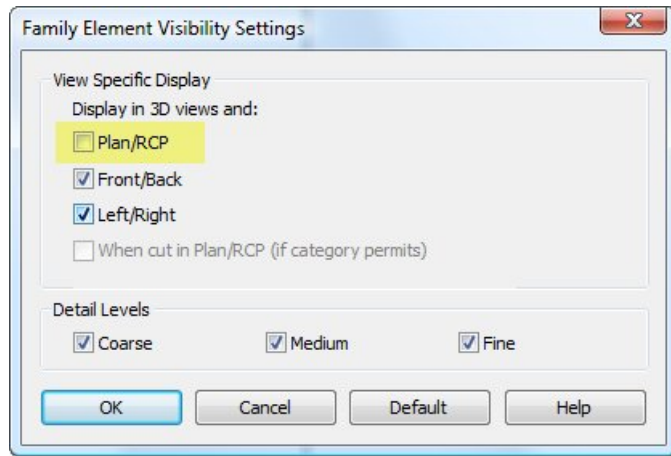 Family Element Visibility Settings
View Specific Display
Display in 3D views and:
Plan/RCP
Front/Back
Left/Right
When cut in Plan/RCP (if category permits)
Detail Levels
Coarse Medium Fine
OK Cancel Default Help